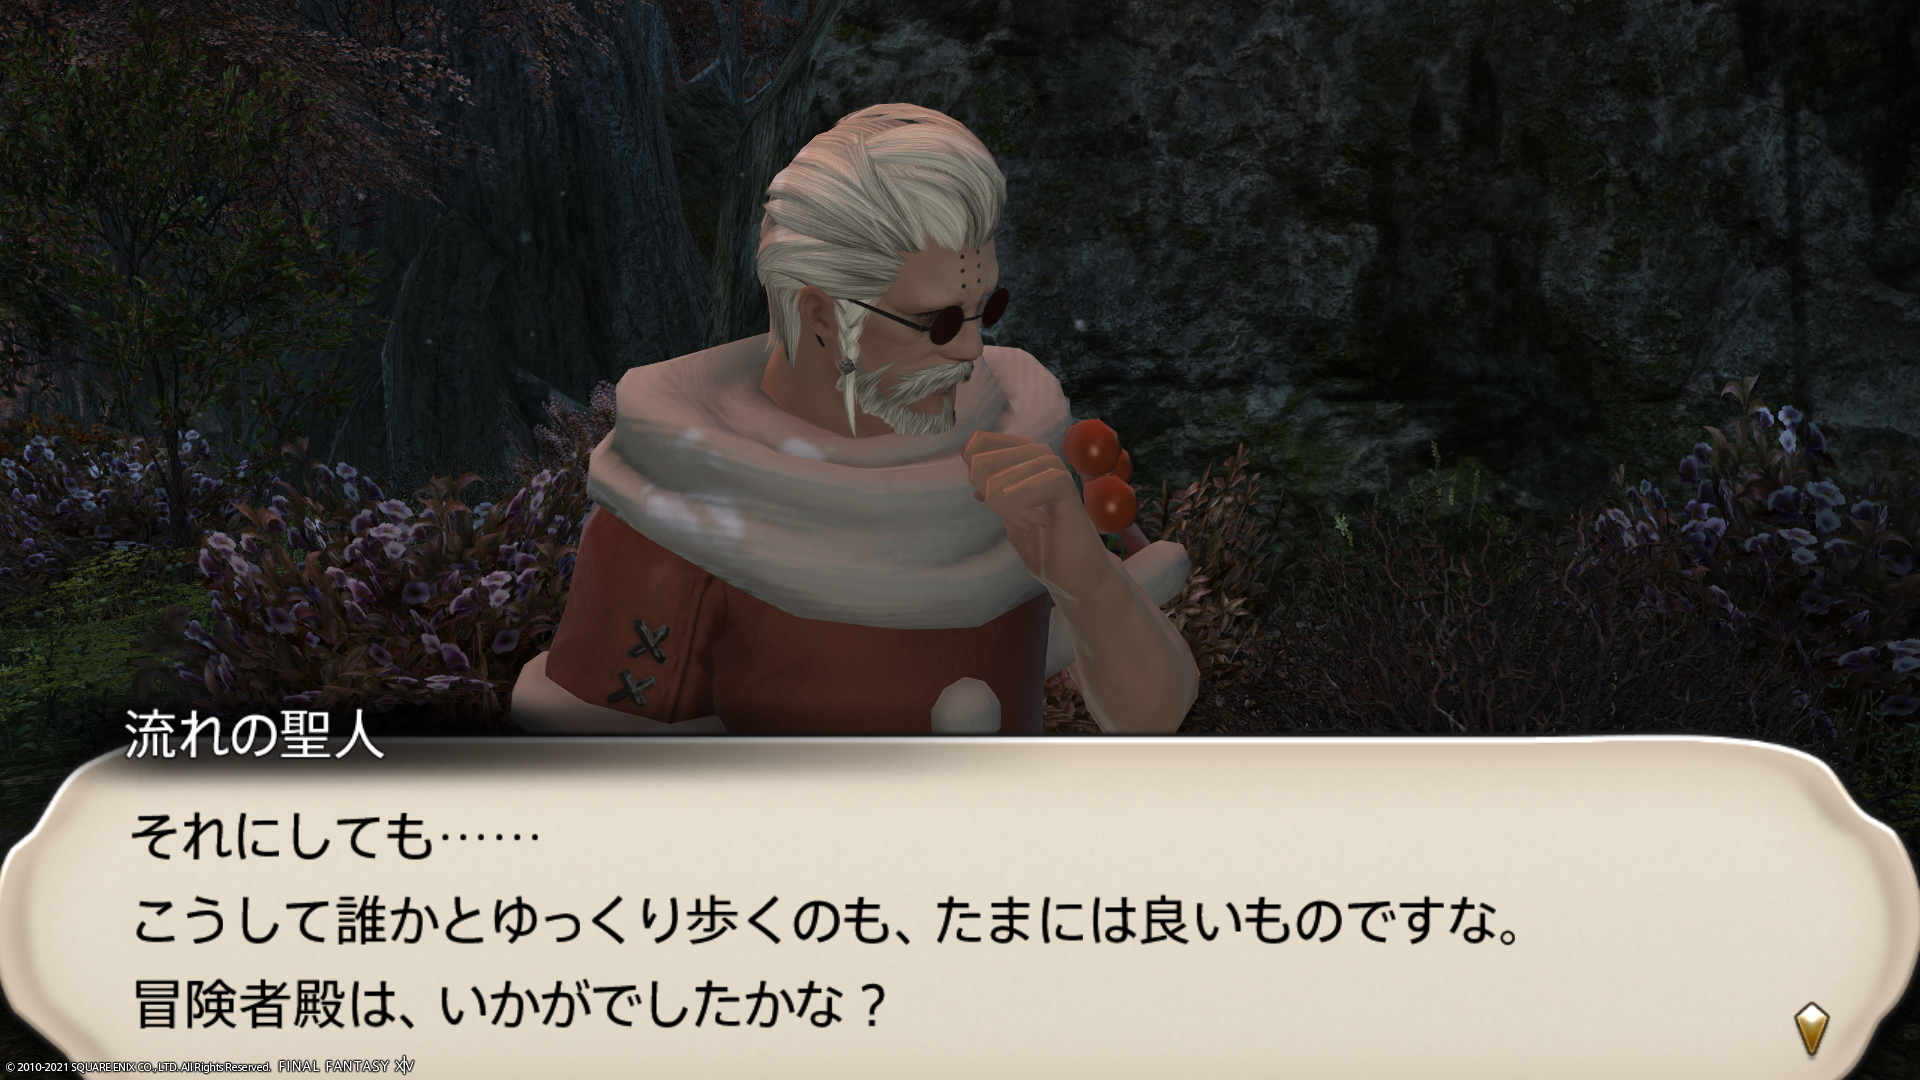 流れの聖人
それにしても……
こうして誰かとゆっくり歩くのも、たまには良いものですな。
冒険者殿は、いかがでしたかな？
© 2010-2021 SQUARE ENIX CO., LTD. All Rights Reserved. FINAL FANTASY XIV